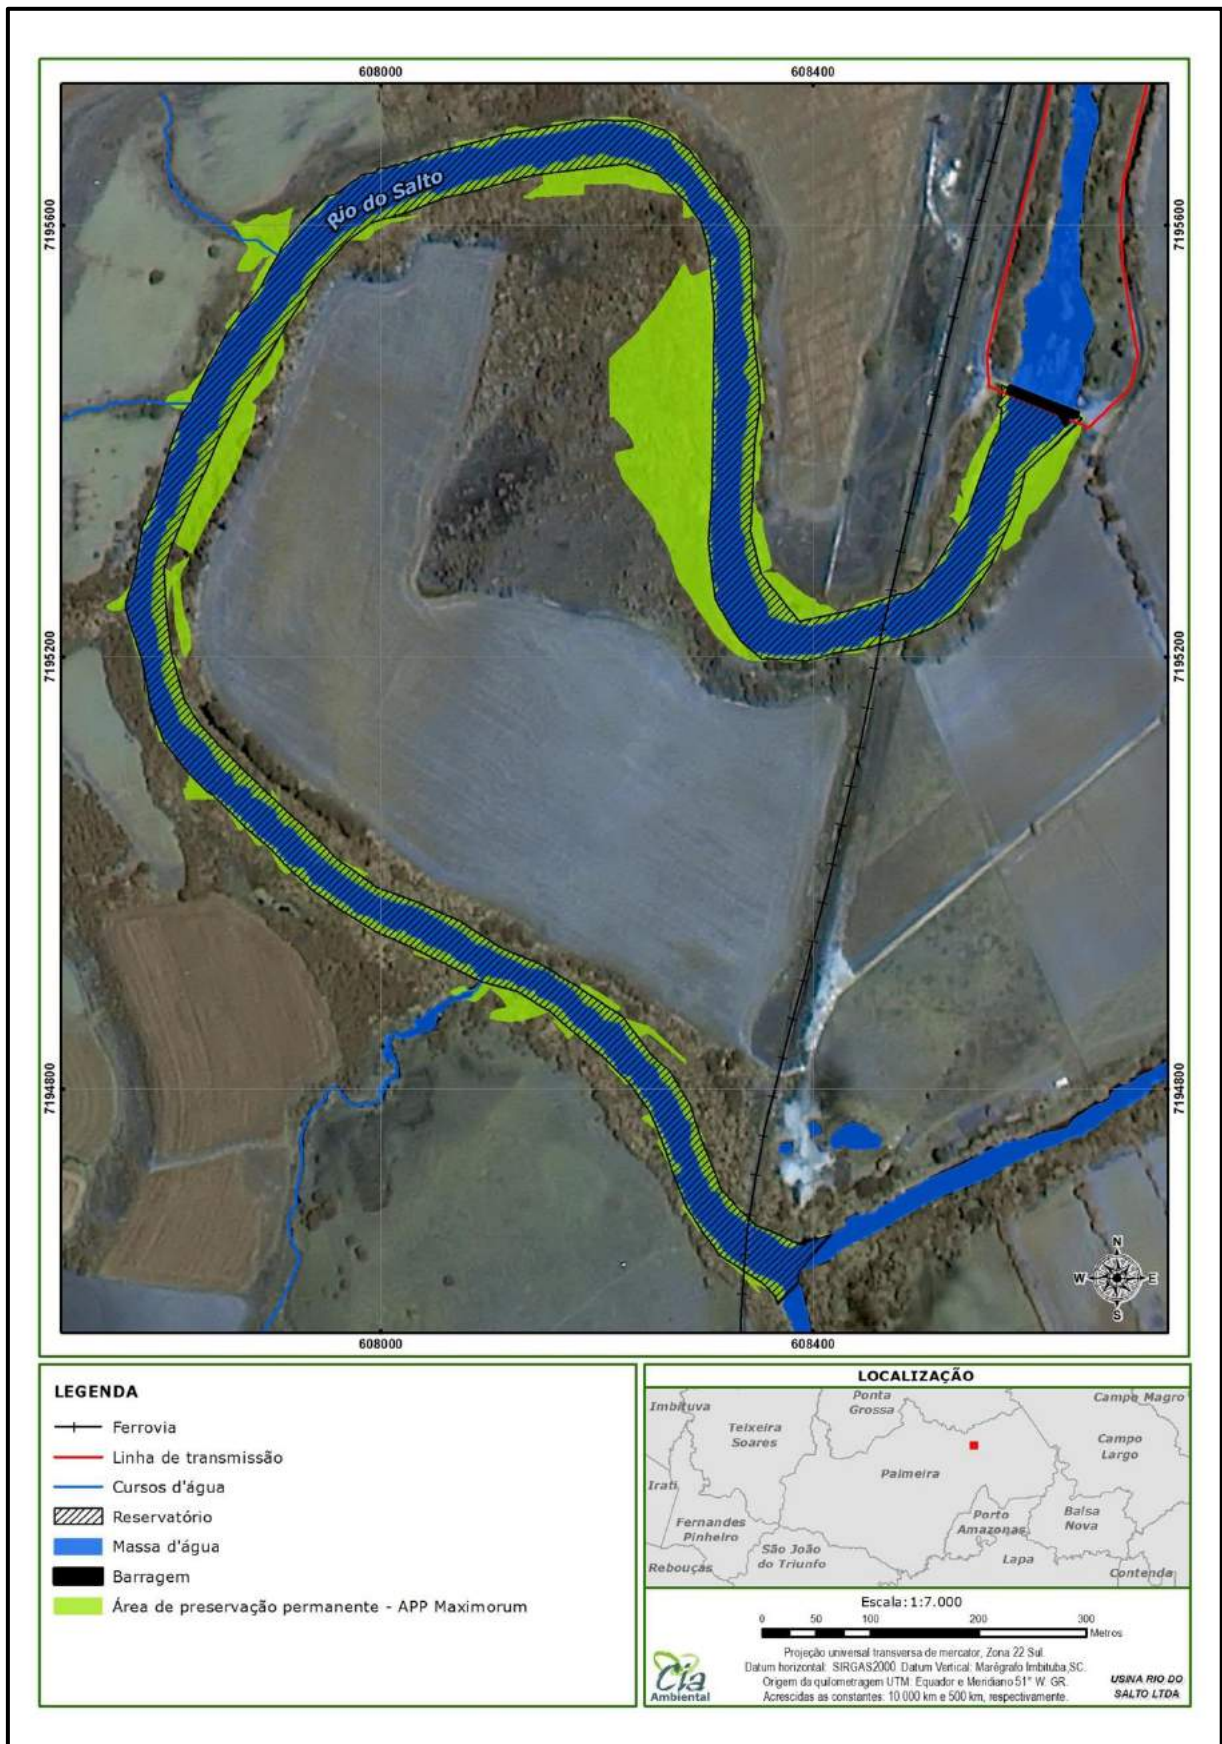 608000 608400
7195600 7195600
Rio do Salto
7195200 7195200
7194800 7194800
N
W E
S
608000 608400
LEGENDA
Ferrovia
Linha de transmissão
Cursos d'água
Reservatório
Massa d'água
Barragem
Área de preservação permanente - APP Maximorum
LOCALIZAÇÃO
Imbituva
Ponta
Grossa
Campo Magro
Teixeira
Soares
Campo
Largo
Palmeira
Irati
Fernandes
Pinheiro
Porto
Amazonas
Balsa
Nova
São João
do Triunfo
Rebouças
Lapa
Contenda
Escala: 1:7.000
0 50 100 200 300
Metros
Projeção universal transversa de mercator, Zona 22 Sul.
Datum horizontal: SIRGAS2000. Datum Vertical: Marégrafo Imbituba,SC.
Origem da quilometragem UTM: Equador e Meridiano 51° W. GR.
Acrescidas as constantes: 10 000 km e 500 km, respectivamente.
Cia
Ambiental
USINA RIO DO
SALTO LTDA